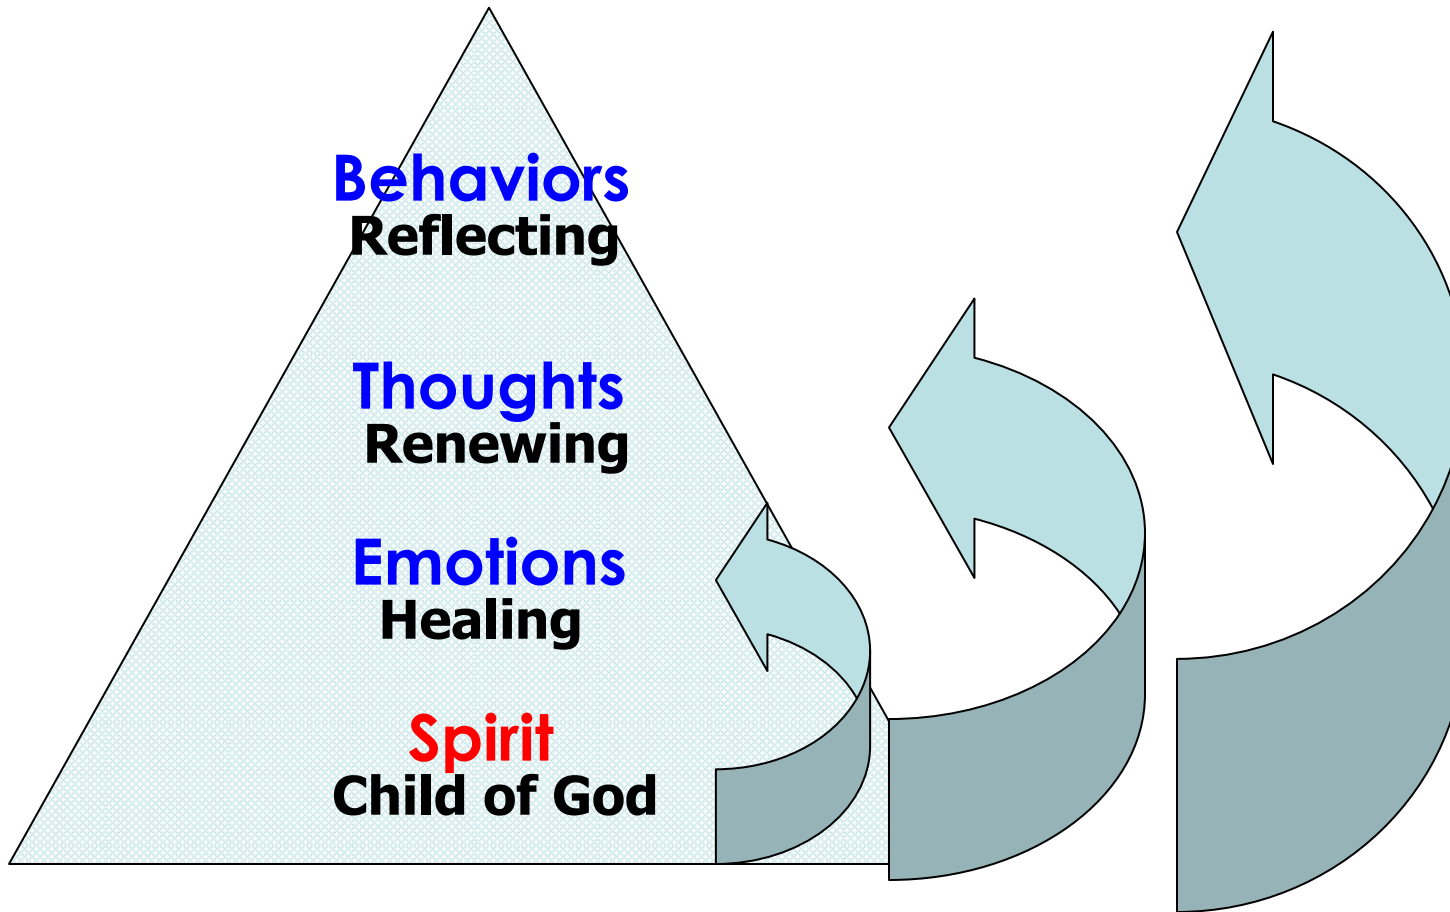 Behaviors
Reflecting
Thoughts
Renewing
Emotions
Healing
Spirit
Child of God